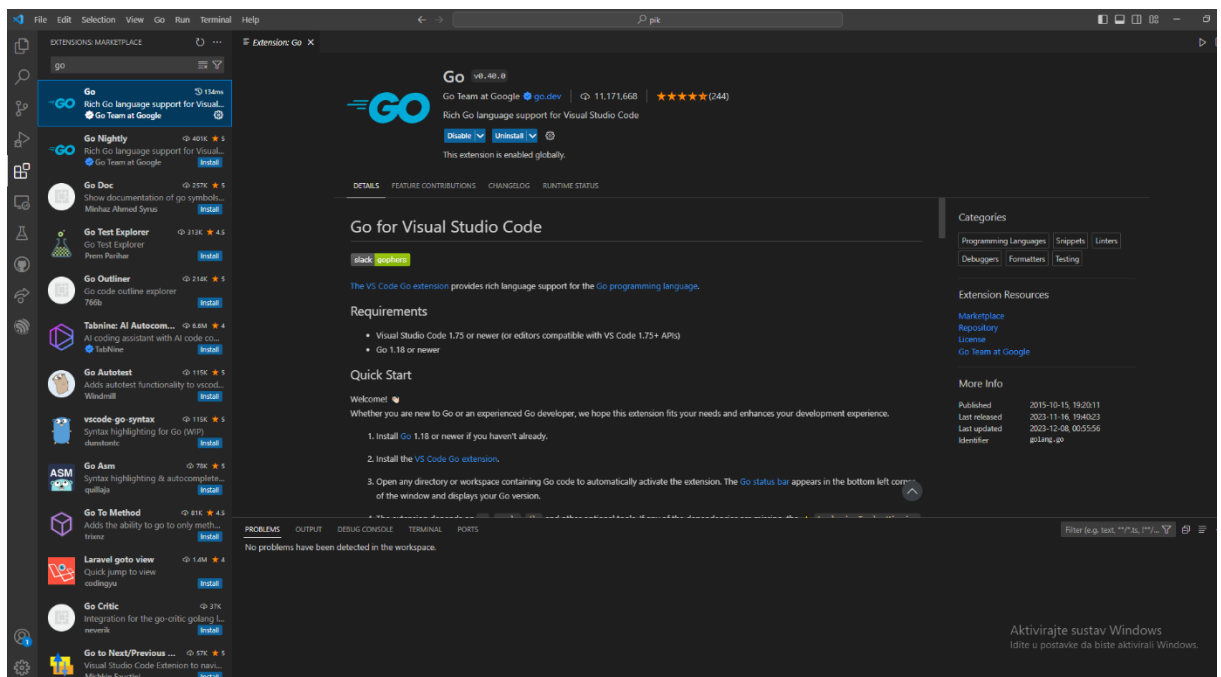 File Edit Selection View Go Run Terminal Help
pik
EXTENSIONS: MARKETPLACE
go
Go 134ms
Rich Go language support for Visual...
Go Team at Google
Go Nightly 401K ★ 5
Rich Go language support for Visual...
Go Team at Google Install
Go Doc 257K ★ 5
Show documentation of go symbols...
Minhaz Ahmed Syrus Install
Go Test Explorer 313K ★ 4.5
Go Test Explorer
Prem Parihar Install
Go Outliner 214K ★ 5
Go code outline explorer
766b Install
Tabnine: AI Autocom... 6.6M ★ 4
AI coding assistant with AI code co...
TabNine Install
Go Autotest 115K ★ 5
Adds autotest functionality to vscod...
Windmill Install
vscode-go-syntax 115K ★ 5
Syntax highlighting for Go (WIP)
dunstontc Install
ASM
Go Asm 70K ★ 5
Syntax highlighting & autocomplete...
quillaja Install
Go To Method 81K ★ 4.5
Adds the ability to go to only meth...
trixnz Install
Laravel goto view 1.4M ★ 4
Quick jump to view
codingyu Install
Go Critic 37K
Integration for the go-critic golang l...
neverik Install
Go to Next/Previous ... 57K ★ 5
Visual Studio Code Extenion to navi...
Mishkin Faustini Install
Extension: Go
GO
Go v0.40.0
Go Team at Google go.dev | 11,171,668 | ★★★★★(244)
Rich Go language support for Visual Studio Code
Disable Uninstall
This extension is enabled globally.
DETAILS FEATURE CONTRIBUTIONS CHANGELOG RUNTIME STATUS
Go for Visual Studio Code
slack gophers
The VS Code Go extension provides rich language support for the Go programming language.
Requirements
• Visual Studio Code 1.75 or newer (or editors compatible with VS Code 1.75+ APIs)
• Go 1.18 or newer
Quick Start
Welcome! 👋
Whether you are new to Go or an experienced Go developer, we hope this extension fits your needs and enhances your development experience.
1. Install Go 1.18 or newer if you haven't already.
2. Install the VS Code Go extension.
3. Open any directory or workspace containing Go code to automatically activate the extension. The Go status bar appears in the bottom left corner
of the window and displays your Go version.
Categories
Programming Languages Snippets Linters
Debuggers Formatters Testing
Extension Resources
Marketplace
Repository
License
Go Team at Google
More Info
Published 2015-10-15, 19:20:11
Last released 2023-11-16, 19:40:23
Last updated 2023-12-08, 00:55:56
Identifier golang.go
PROBLEMS OUTPUT DEBUG CONSOLE TERMINAL PORTS
Filter (e.g. text, **/*.ts, !**/...
No problems have been detected in the workspace.
Aktivirajte sustav Windows
Idite u postavke da biste aktivirali Windows.